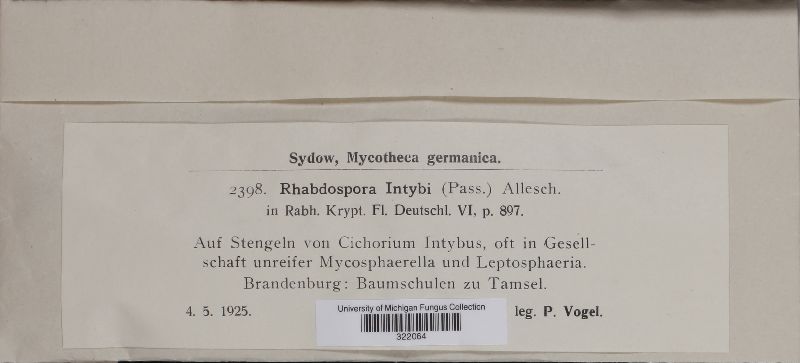 Sydow, Mycotheca germanica.
2398. Rhabdospora Intybi (Pass.) Allesch.
in Rabh. Krypt. Fl. Deutschl. VI, p. 897.
Auf Stengeln von Cichorium Intybus, oft in Gesell-
schaft unreifer Mycosphaerella und Leptosphaeria.
Brandenburg: Baumschulen zu Tamsel.
4. 5. 1925. leg. P. Vogel.
University of Michigan Fungus Collection
322064